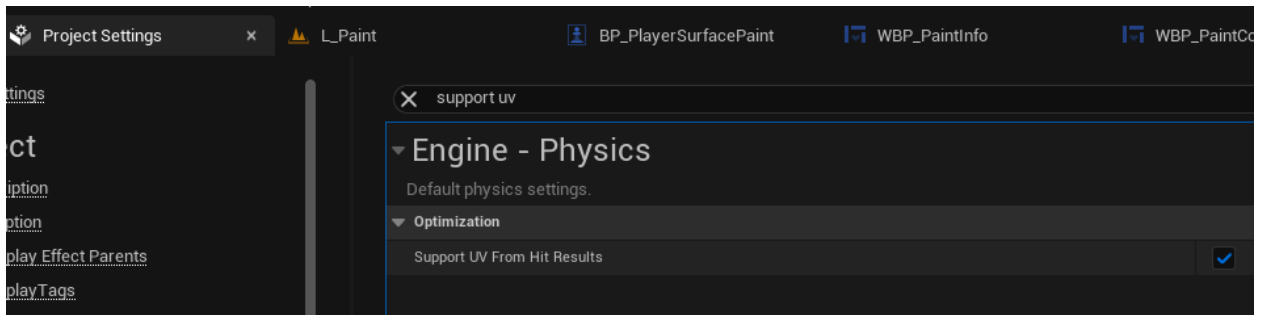 Project Settings
L_Paint
BP_PlayerSurfacePaint
WBP_PaintInfo
WBP_PaintCo
ttings
support uv
ct
Engine - Physics
Default physics settings.
iption
Optimization
ption
Support UV From Hit Results
play Effect Parents
playTags